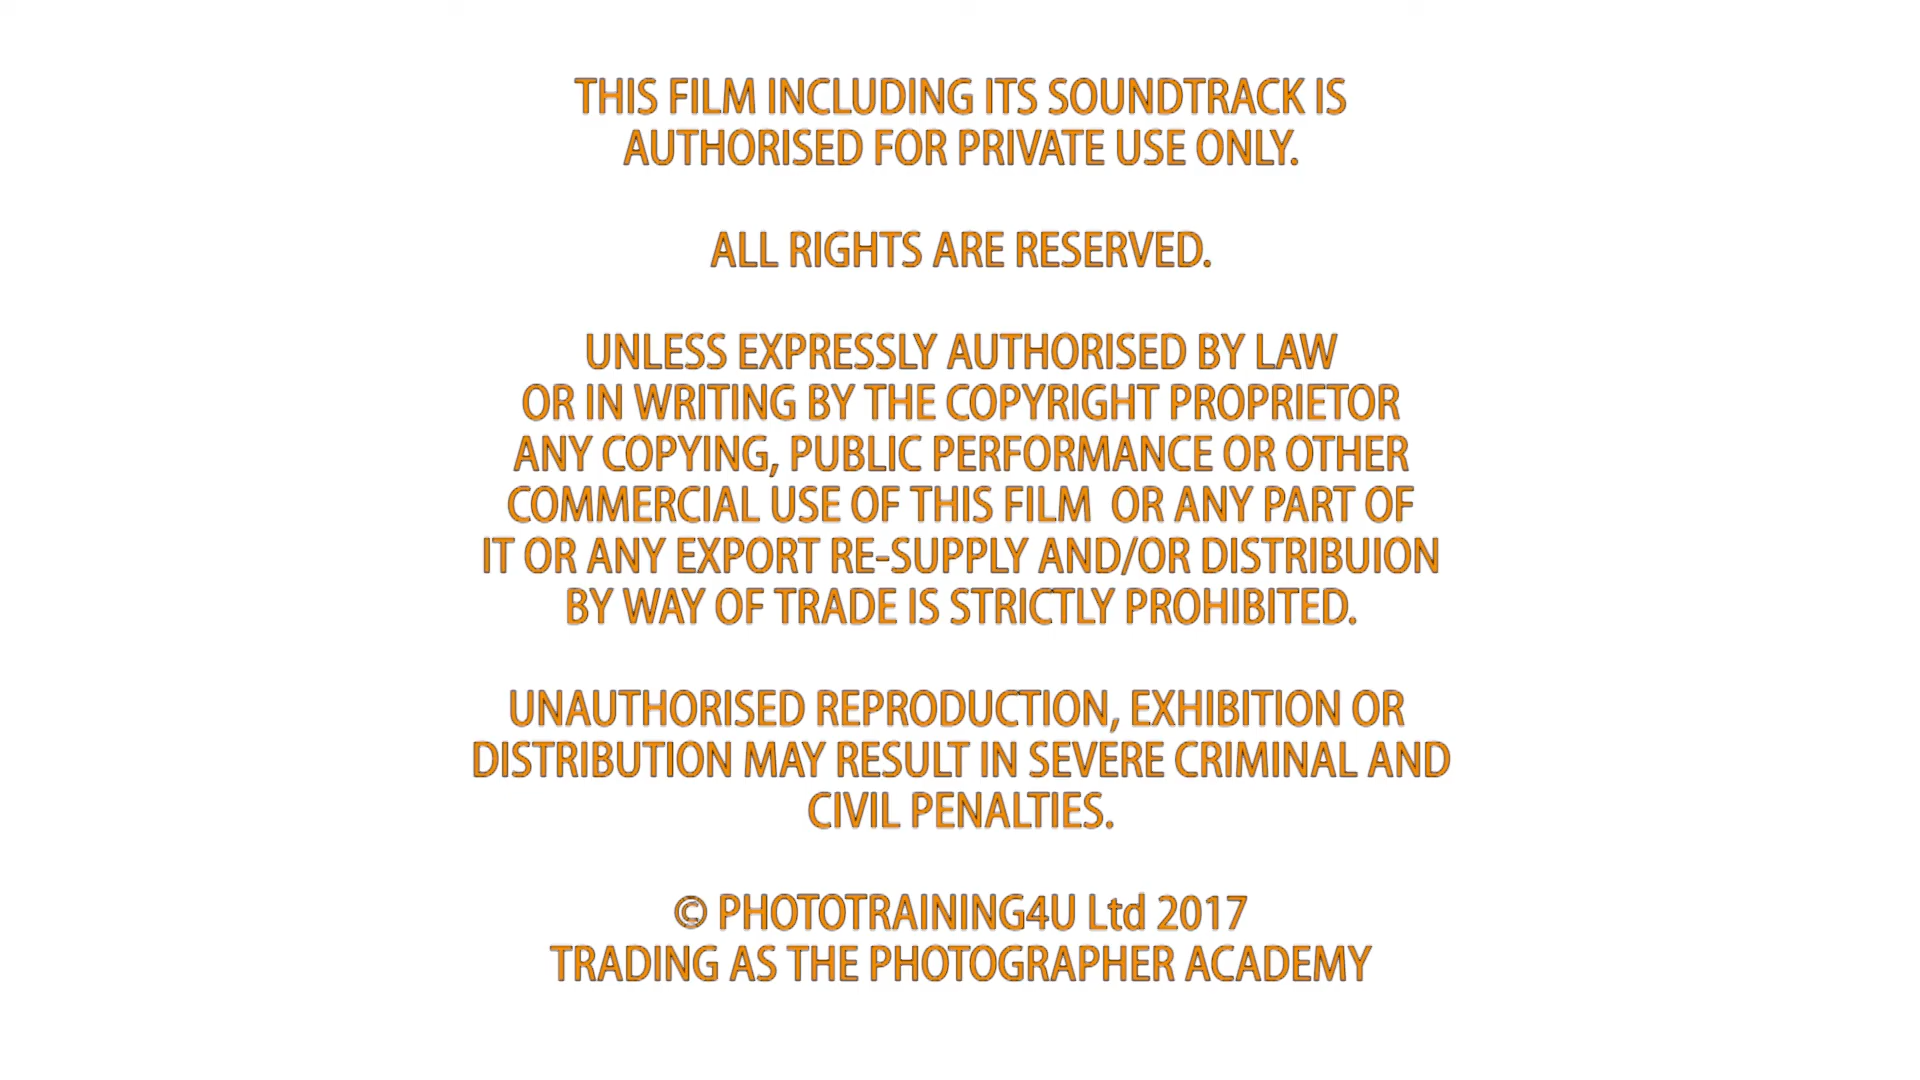 THIS FILM INCLUDING ITS SOUNDTRACK IS
AUTHORISED FOR PRIVATE USE ONLY.
ALL RIGHTS ARE RESERVED.
UNLESS EXPRESSLY AUTHORISED BY LAW
OR IN WRITING BY THE COPYRIGHT PROPRIETOR
ANY COPYING, PUBLIC PERFORMANCE OR OTHER
COMMERCIAL USE OF THIS FILM  OR ANY PART OF
IT OR ANY EXPORT RE-SUPPLY AND/OR DISTRIBUION
BY WAY OF TRADE IS STRICTLY PROHIBITED.
UNAUTHORISED REPRODUCTION, EXHIBITION OR
DISTRIBUTION MAY RESULT IN SEVERE CRIMINAL AND
CIVIL PENALTIES.
© PHOTOTRAINING4U Ltd 2017
TRADING AS THE PHOTOGRAPHER ACADEMY